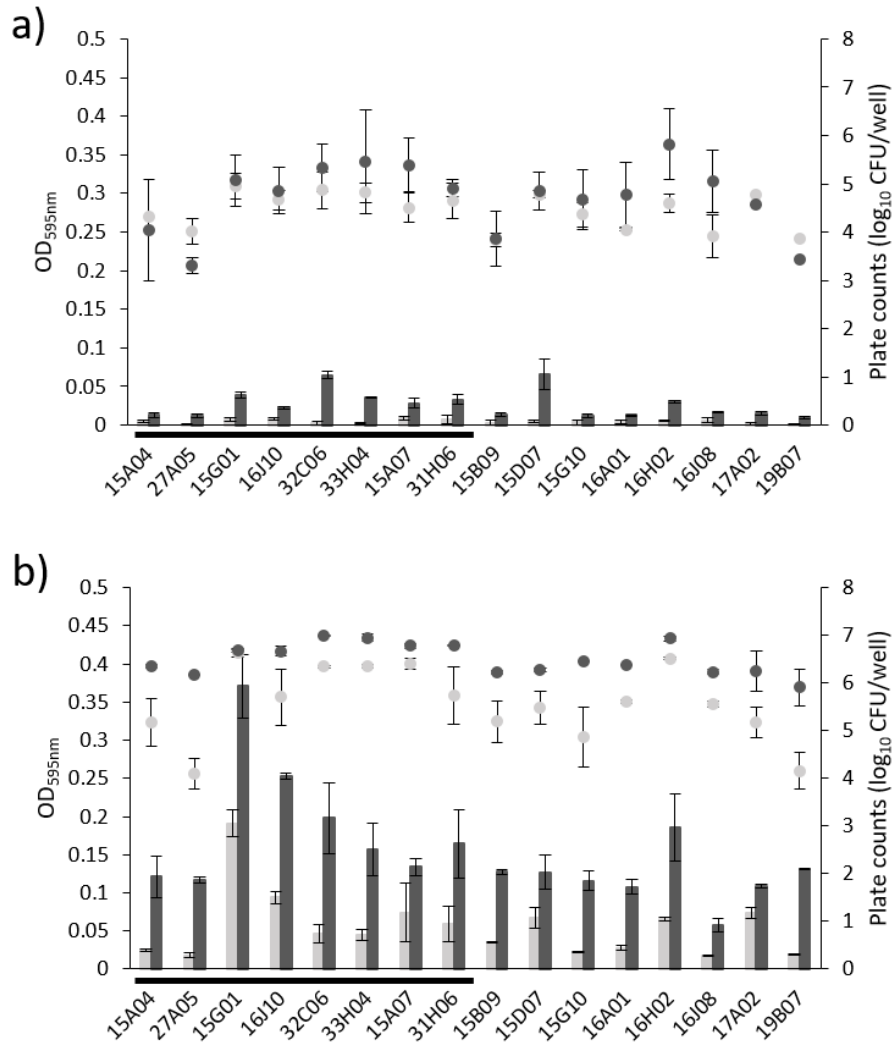 a)
0.5
0.45
0.4
0.35
0.3
0.25
0.2
0.15
0.1
0.05
0
OD595nm
8
7
6
5
4
3
2
1
0
Plate counts (log10 CFU/well)
15A04
27A05
15G01
16J10
32C06
33H04
15A07
31H06
15B09
15D07
15G10
16A01
16H02
16J08
17A02
19B07
b)
0.5
0.45
0.4
0.35
0.3
0.25
0.2
0.15
0.1
0.05
0
OD595nm
8
7
6
5
4
3
2
1
0
Plate counts (log10 CFU/well)
15A04
27A05
15G01
16J10
32C06
33H04
15A07
31H06
15B09
15D07
15G10
16A01
16H02
16J08
17A02
19B07